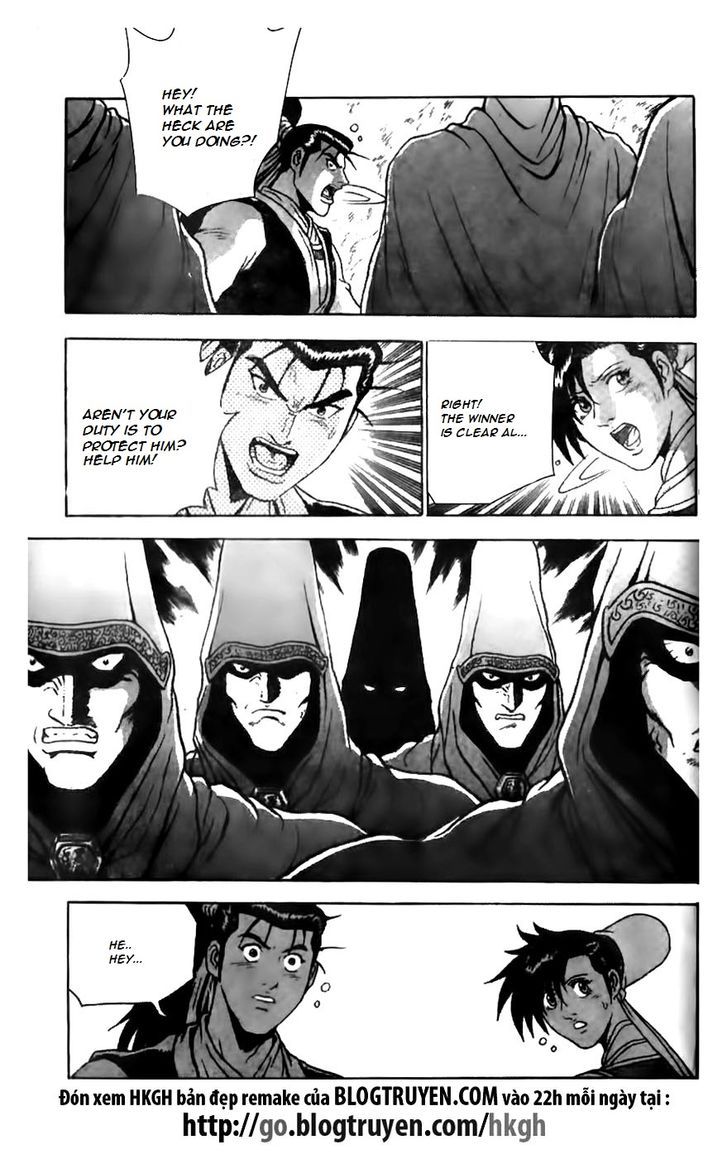 HEY!
WHAT THE
HECK ARE
YOU DOING?!
AREN'T YOUR
DUTY IS TO
PROTECT HIM?
HELP HIM!
RIGHT!
THE WINNER
IS CLEAR AL...
HE..
HEY...
Đón xem HKGH bản đẹp remake của BLOGTRUYEN.COM vào 22h mỗi ngày tại :
http://go.blogtruyen.com/hkgh